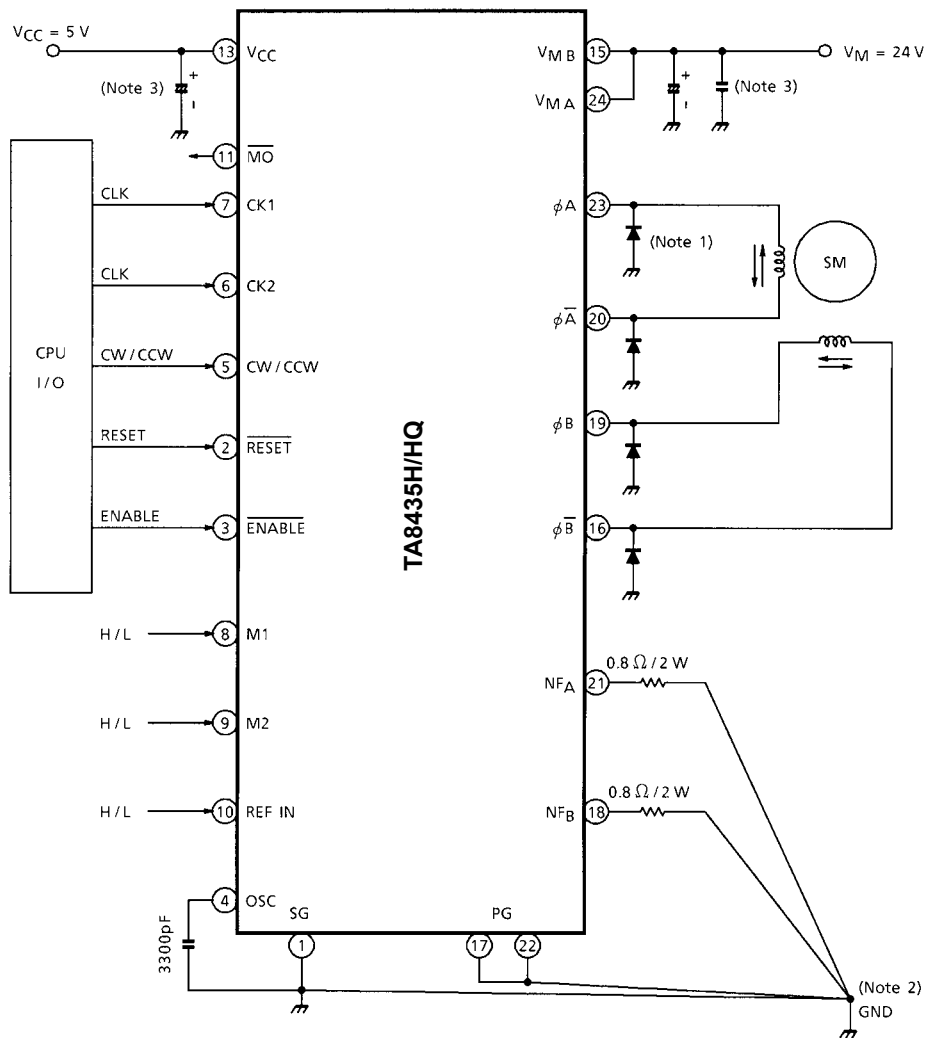 VCC = 5 V
(Note 3)
+
-
13
VCC
11
MO
CPU
I/O
CLK
7
CK1
CLK
6
CK2
CW/CCW
5
CW/CCW
RESET
2
RESET
ENABLE
3
ENABLE
H/L
8
M1
H/L
9
M2
H/L
10
REF IN
4
OSC
3300pF
SG
1
PG
17
22
TA8435H/HQ
VMB
15
VMA
24
VM = 24 V
+
-
(Note 3)
φA
23
(Note 1)
SM
φA
20
φB
19
φB
16
NFA
21
0.8 Ω/2 W
NFB
18
0.8 Ω/2 W
(Note 2)
GND